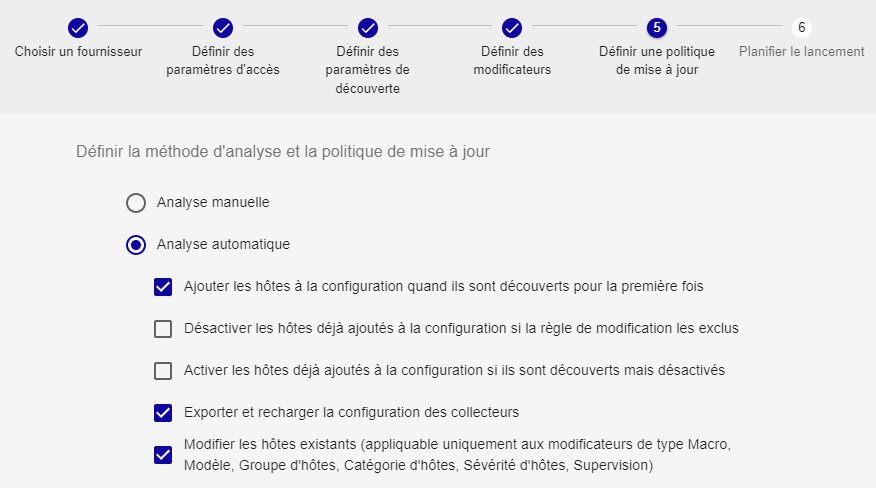 Choisir un fournisseur
Définir des
paramètres d'accès
Définir des
paramètres de
découverte
Définir des
modificateurs
5
Définir une politique
de mise à jour
6
Planifier le lancement
Définir la méthode d'analyse et la politique de mise à jour
Analyse manuelle
Analyse automatique
Ajouter les hôtes à la configuration quand ils sont découverts pour la première fois
Désactiver les hôtes déjà ajoutés à la configuration si la règle de modification les exclus
Activer les hôtes déjà ajoutés à la configuration si ils sont découverts mais désactivés
Exporter et recharger la configuration des collecteurs
Modifier les hôtes existants (appliquable uniquement aux modificateurs de type Macro,
Modèle, Groupe d'hôtes, Catégorie d'hôtes, Sévérité d'hôtes, Supervision)